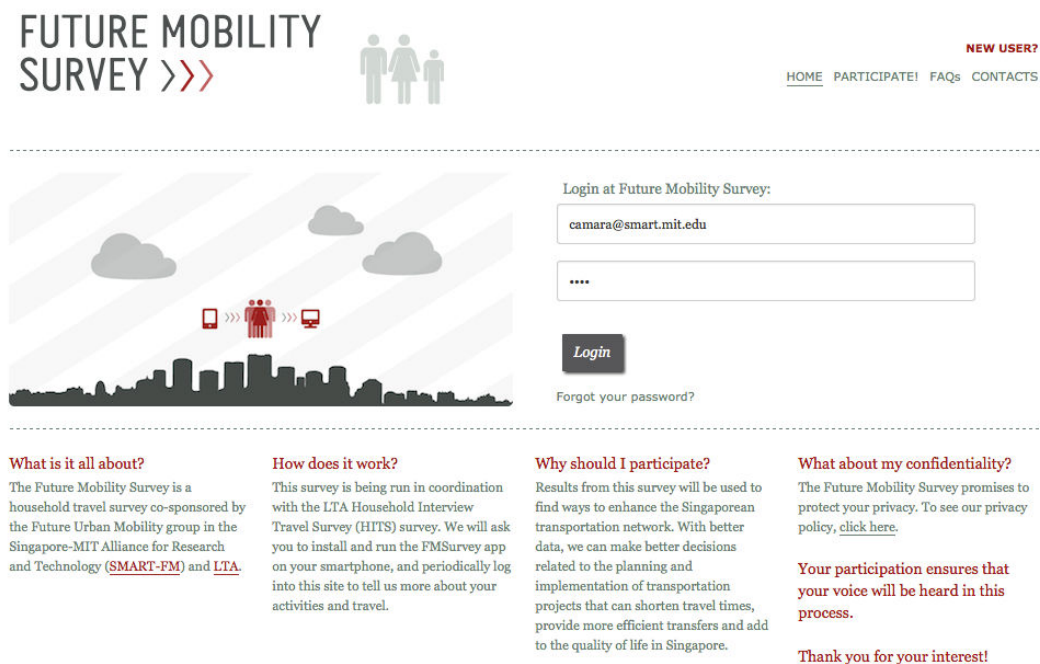 FUTURE MOBILITY
SURVEY >>>
NEW USER?
HOME PARTICIPATE! FAQs CONTACTS
Login at Future Mobility Survey:
camara@smart.mit.edu
••••
Login
Forgot your password?
What is it all about?
The Future Mobility Survey is a
household travel survey co-sponsored by
the Future Urban Mobility group in the
Singapore-MIT Alliance for Research
and Technology (SMART-FM) and LTA.
How does it work?
This survey is being run in coordination
with the LTA Household Interview
Travel Survey (HITS) survey. We will ask
you to install and run the FMSurvey app
on your smartphone, and periodically log
into this site to tell us more about your
activities and travel.
Why should I participate?
Results from this survey will be used to
find ways to enhance the Singaporean
transportation network. With better
data, we can make better decisions
related to the planning and
implementation of transportation
projects that can shorten travel times,
provide more efficient transfers and add
to the quality of life in Singapore.
What about my confidentiality?
The Future Mobility Survey promises to
protect your privacy. To see our privacy
policy, click here.
Your participation ensures that
your voice will be heard in this
process.
Thank you for your interest!